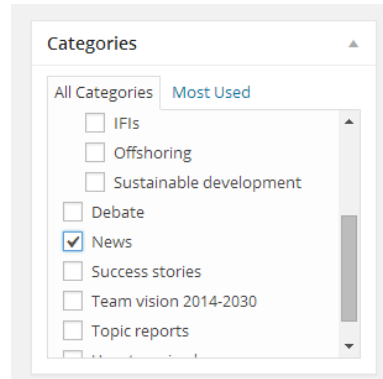 Categories
All Categories Most Used
IFIs
Offshoring
Sustainable development
Debate
News
Success stories
Team vision 2014-2030
Topic reports